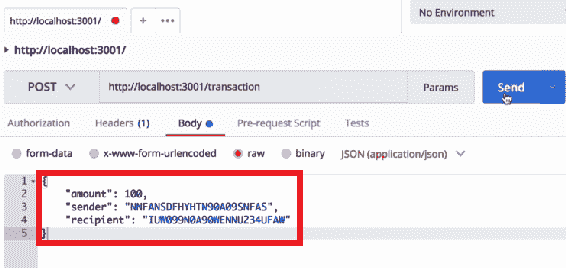 http://localhost:3001/
No Environment
http://localhost:3001/
POST http://localhost:3001/transaction Params Send
Authorization Headers (1) Body Pre-request Script Tests
form-data x-www-form-urlencoded raw binary JSON (application/json)
1 {
2 "amount": 100,
3 "sender": "NNFANSDFHYHTN90A09SNFAS",
4 "recipient": "IUW099N0A90WENNU234UFAW"
5 }